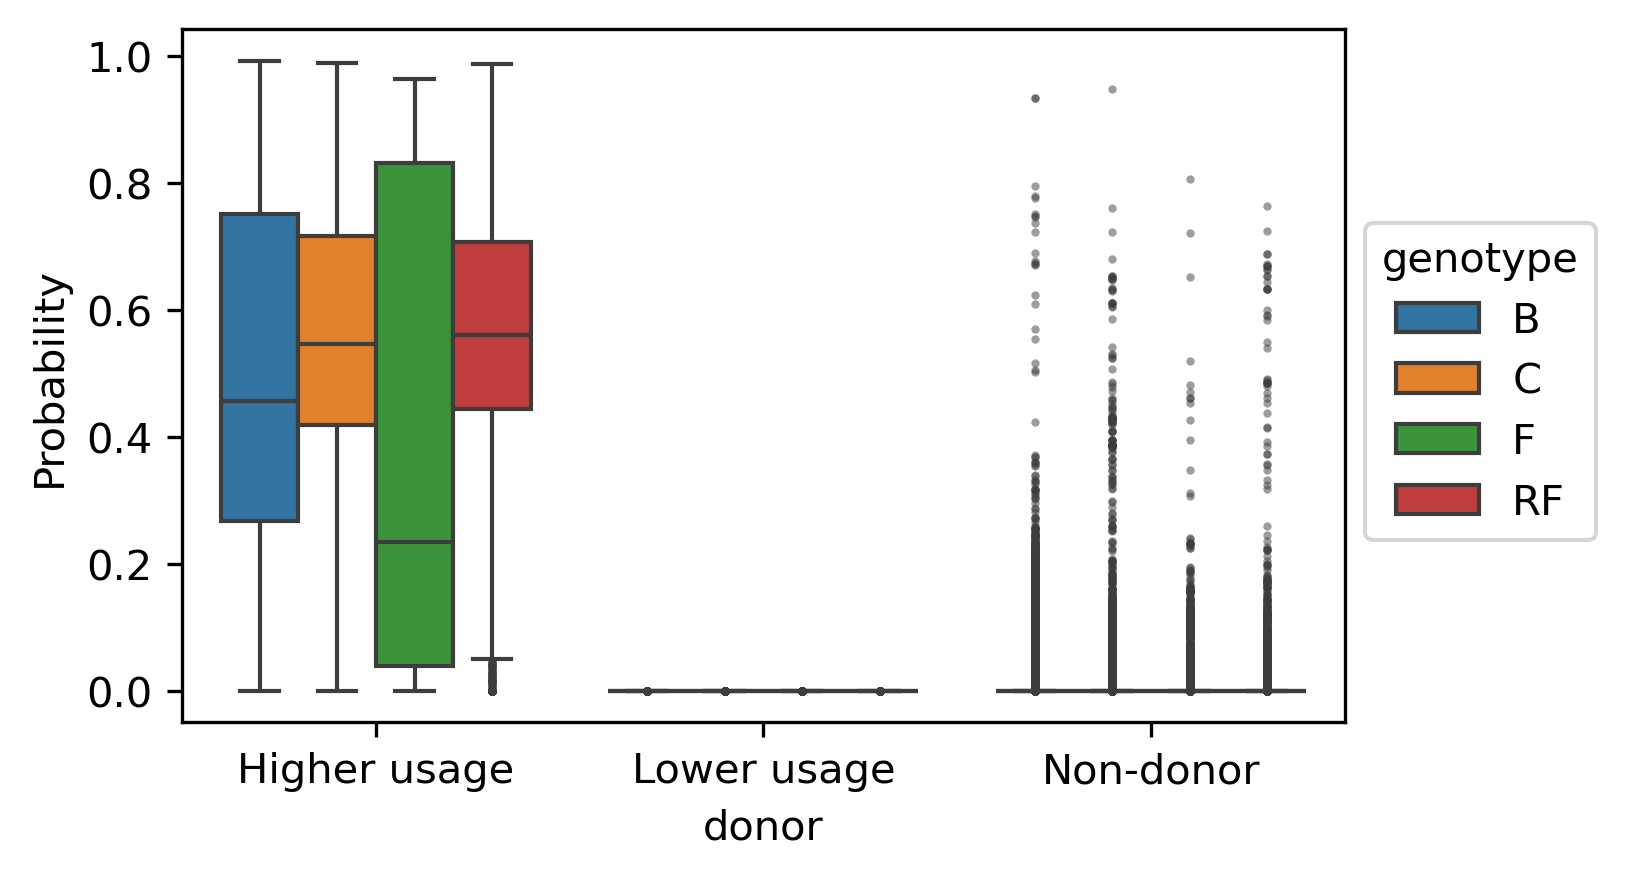 1.0
0.8
0.6
0.4
0.2
0.0
Probability
Higher usage
Lower usage
Non-donor
donor
genotype
B
C
F
RF